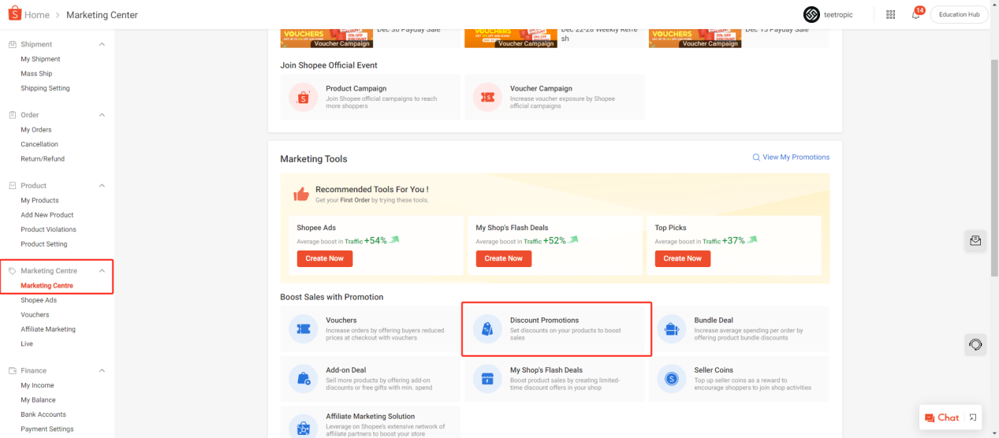 Home > Marketing Center
teetropic
14
Education Hub
Shipment
My Shipment
Mass Ship
Shipping Setting
Order
My Orders
Cancellation
Return/Refund
Product
My Products
Add New Product
Product Violations
Product Setting
Marketing Centre
Marketing Centre
Shopee Ads
Vouchers
Affiliate Marketing
Live
Finance
My Income
My Balance
Bank Accounts
Payment Settings
VOUCHERS
Voucher Campaign
Dec 30 Payday Sale
VOUCHERS
Voucher Campaign
Dec 22-28 Weekly Refre
sh
VOUCHERS
Voucher Campaign
Dec 15 Payday Sale
Join Shopee Official Event
Product Campaign
Join Shopee official campaigns to reach
more shoppers
Voucher Campaign
Increase voucher exposure by Shopee
official campaigns
Marketing Tools
View My Promotions
Recommended Tools For You !
Get your First Order by trying these tools.
Shopee Ads
Average boost in Traffic +54%
Create Now
My Shop's Flash Deals
Average boost in Traffic +52%
Create Now
Top Picks
Average boost in Traffic +37%
Create Now
Boost Sales with Promotion
Vouchers
Increase orders by offering buyers reduced
prices at checkout with vouchers
Discount Promotions
Set discounts on your products to boost
sales
Bundle Deal
Increase average spending per order by
offering product bundle discounts
Add-on Deal
Sell more products by offering add-on
discounts or free gifts with min. spend
My Shop's Flash Deals
Boost product sales by creating limited-
time discount offers in your shop
Seller Coins
Top up seller coins as a reward to
encourage shoppers to join shop activities
Affiliate Marketing Solution
Leverage on Shopee's extensive network of
affiliate partners to boost your store
Chat